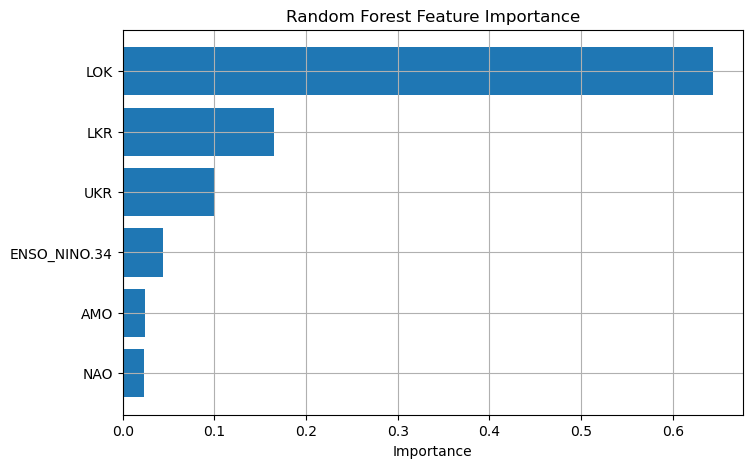 Random Forest Feature Importance
LOK
LKR
UKR
ENSO_NINO.34
AMO
NAO
0.0 0.1 0.2 0.3 0.4 0.5 0.6
Importance